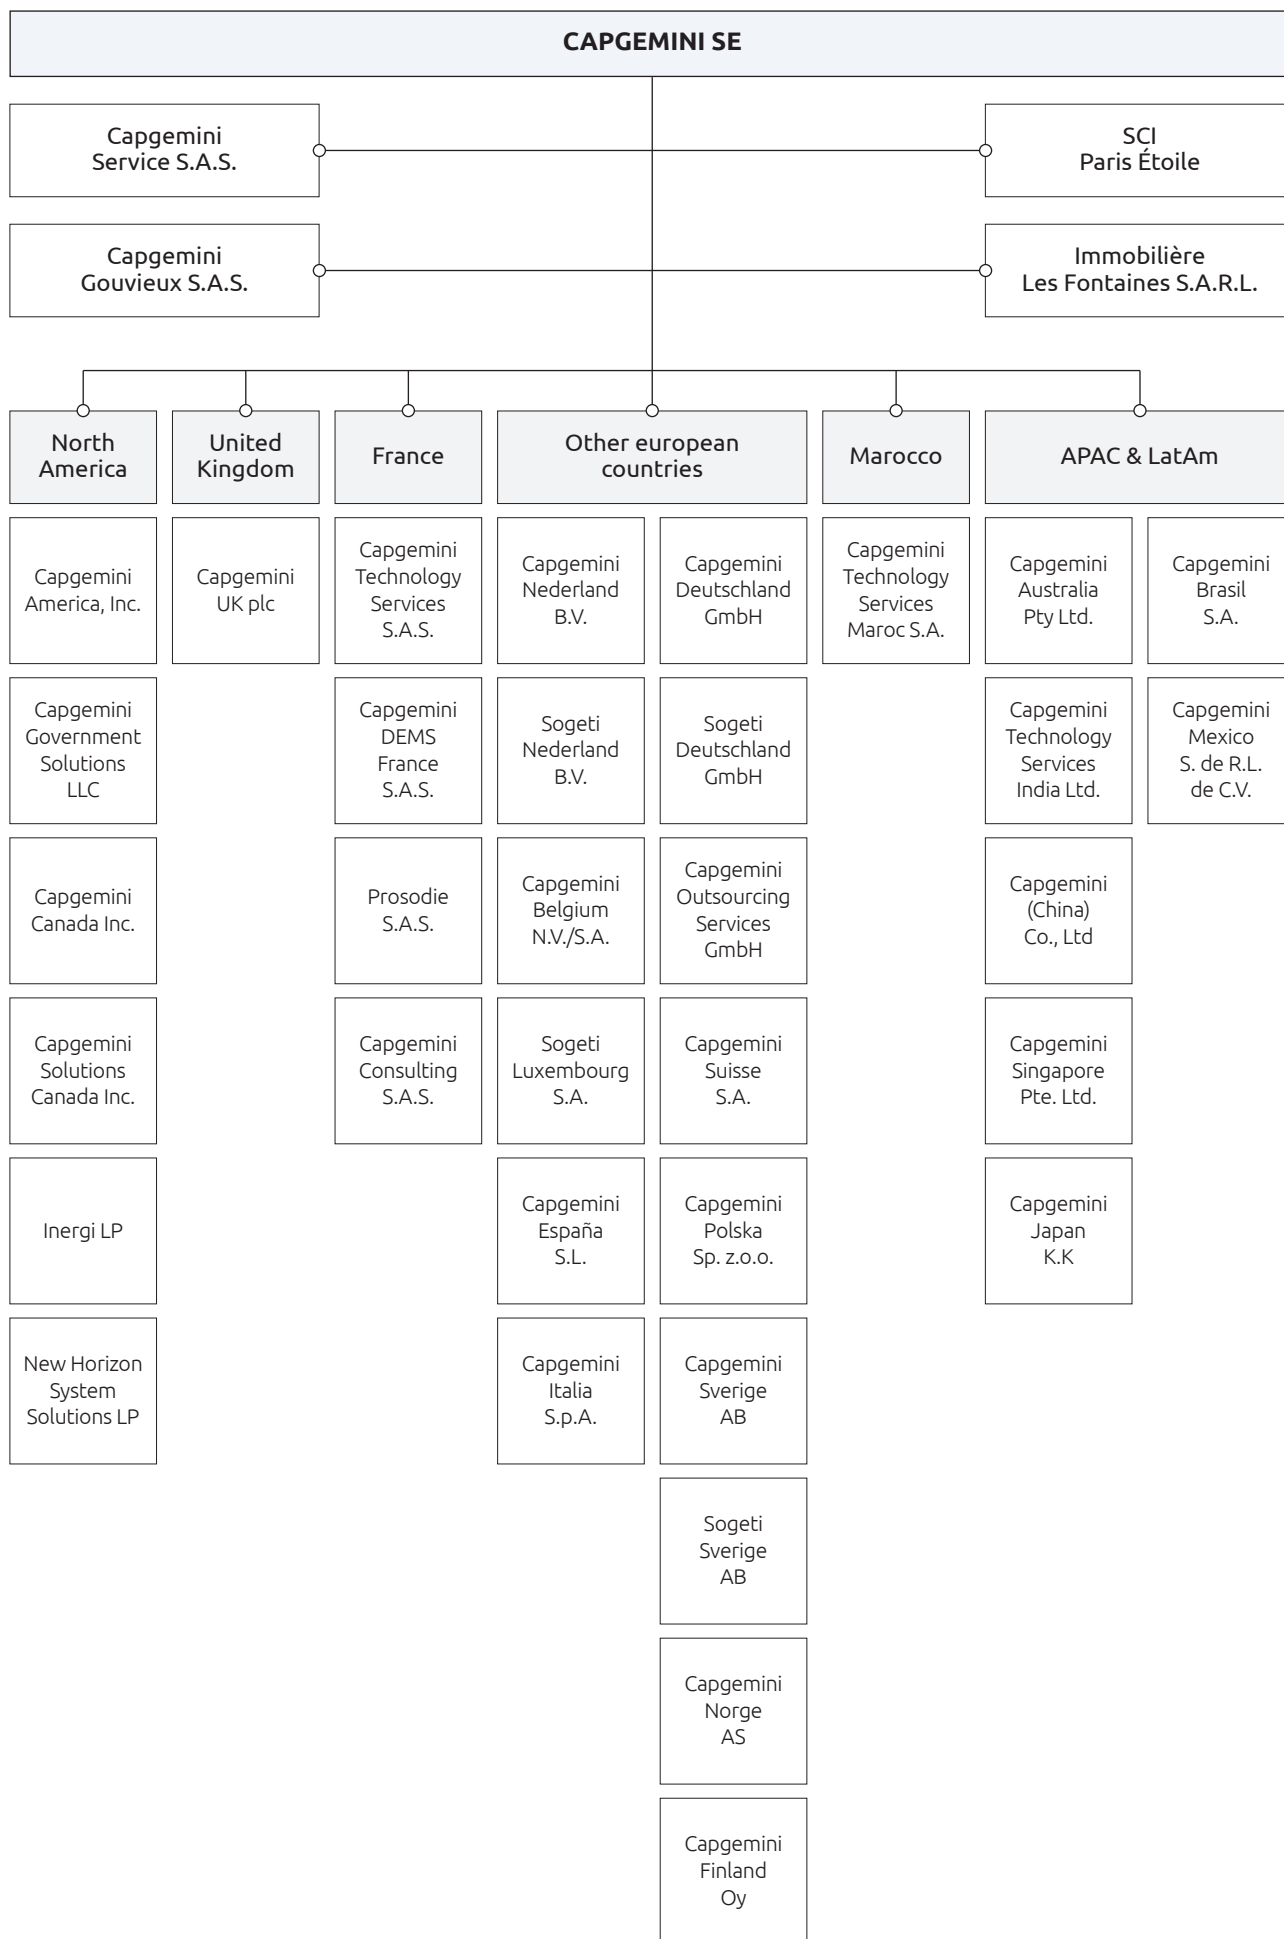 CAPGEMINI SE
Capgemini
Service S.A.S.
SCI
Paris Étoile
Capgemini
Gouvieux S.A.S.
Immobilière
Les Fontaines S.A.R.L.
North
America
United
Kingdom
France
Other european
countries
Marocco
APAC & LatAm
Capgemini
America, Inc.
Capgemini
UK plc
Capgemini
Technology
Services
S.A.S.
Capgemini
Nederland
B.V.
Capgemini
Deutschland
GmbH
Capgemini
Technology
Services
Maroc S.A.
Capgemini
Australia
Pty Ltd.
Capgemini
Brasil
S.A.
Capgemini
Government
Solutions
LLC
Capgemini
DEMS
France
S.A.S.
Sogeti
Nederland
B.V.
Sogeti
Deutschland
GmbH
Capgemini
Technology
Services
India Ltd.
Capgemini
Mexico
S. de R.L.
de C.V.
Capgemini
Canada Inc.
Prosodie
S.A.S.
Capgemini
Belgium
N.V./S.A.
Capgemini
Outsourcing
Services
GmbH
Capgemini
(China)
Co., Ltd
Capgemini
Solutions
Canada Inc.
Capgemini
Consulting
S.A.S.
Sogeti
Luxembourg
S.A.
Capgemini
Suisse
S.A.
Capgemini
Singapore
Pte. Ltd.
Inergi LP
Capgemini
España
S.L.
Capgemini
Polska
Sp. z.o.o.
Capgemini
Japan
K.K
New Horizon
System
Solutions LP
Capgemini
Italia
S.p.A.
Capgemini
Sverige
AB
Sogeti
Sverige
AB
Capgemini
Norge
AS
Capgemini
Finland
Oy